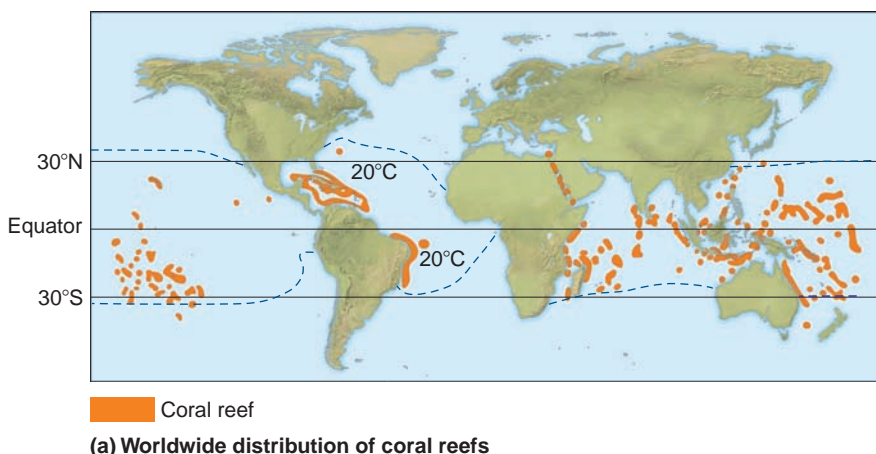 30°N
20°C
Equator
20°C
30°S
Coral reef
(a) Worldwide distribution of coral reefs